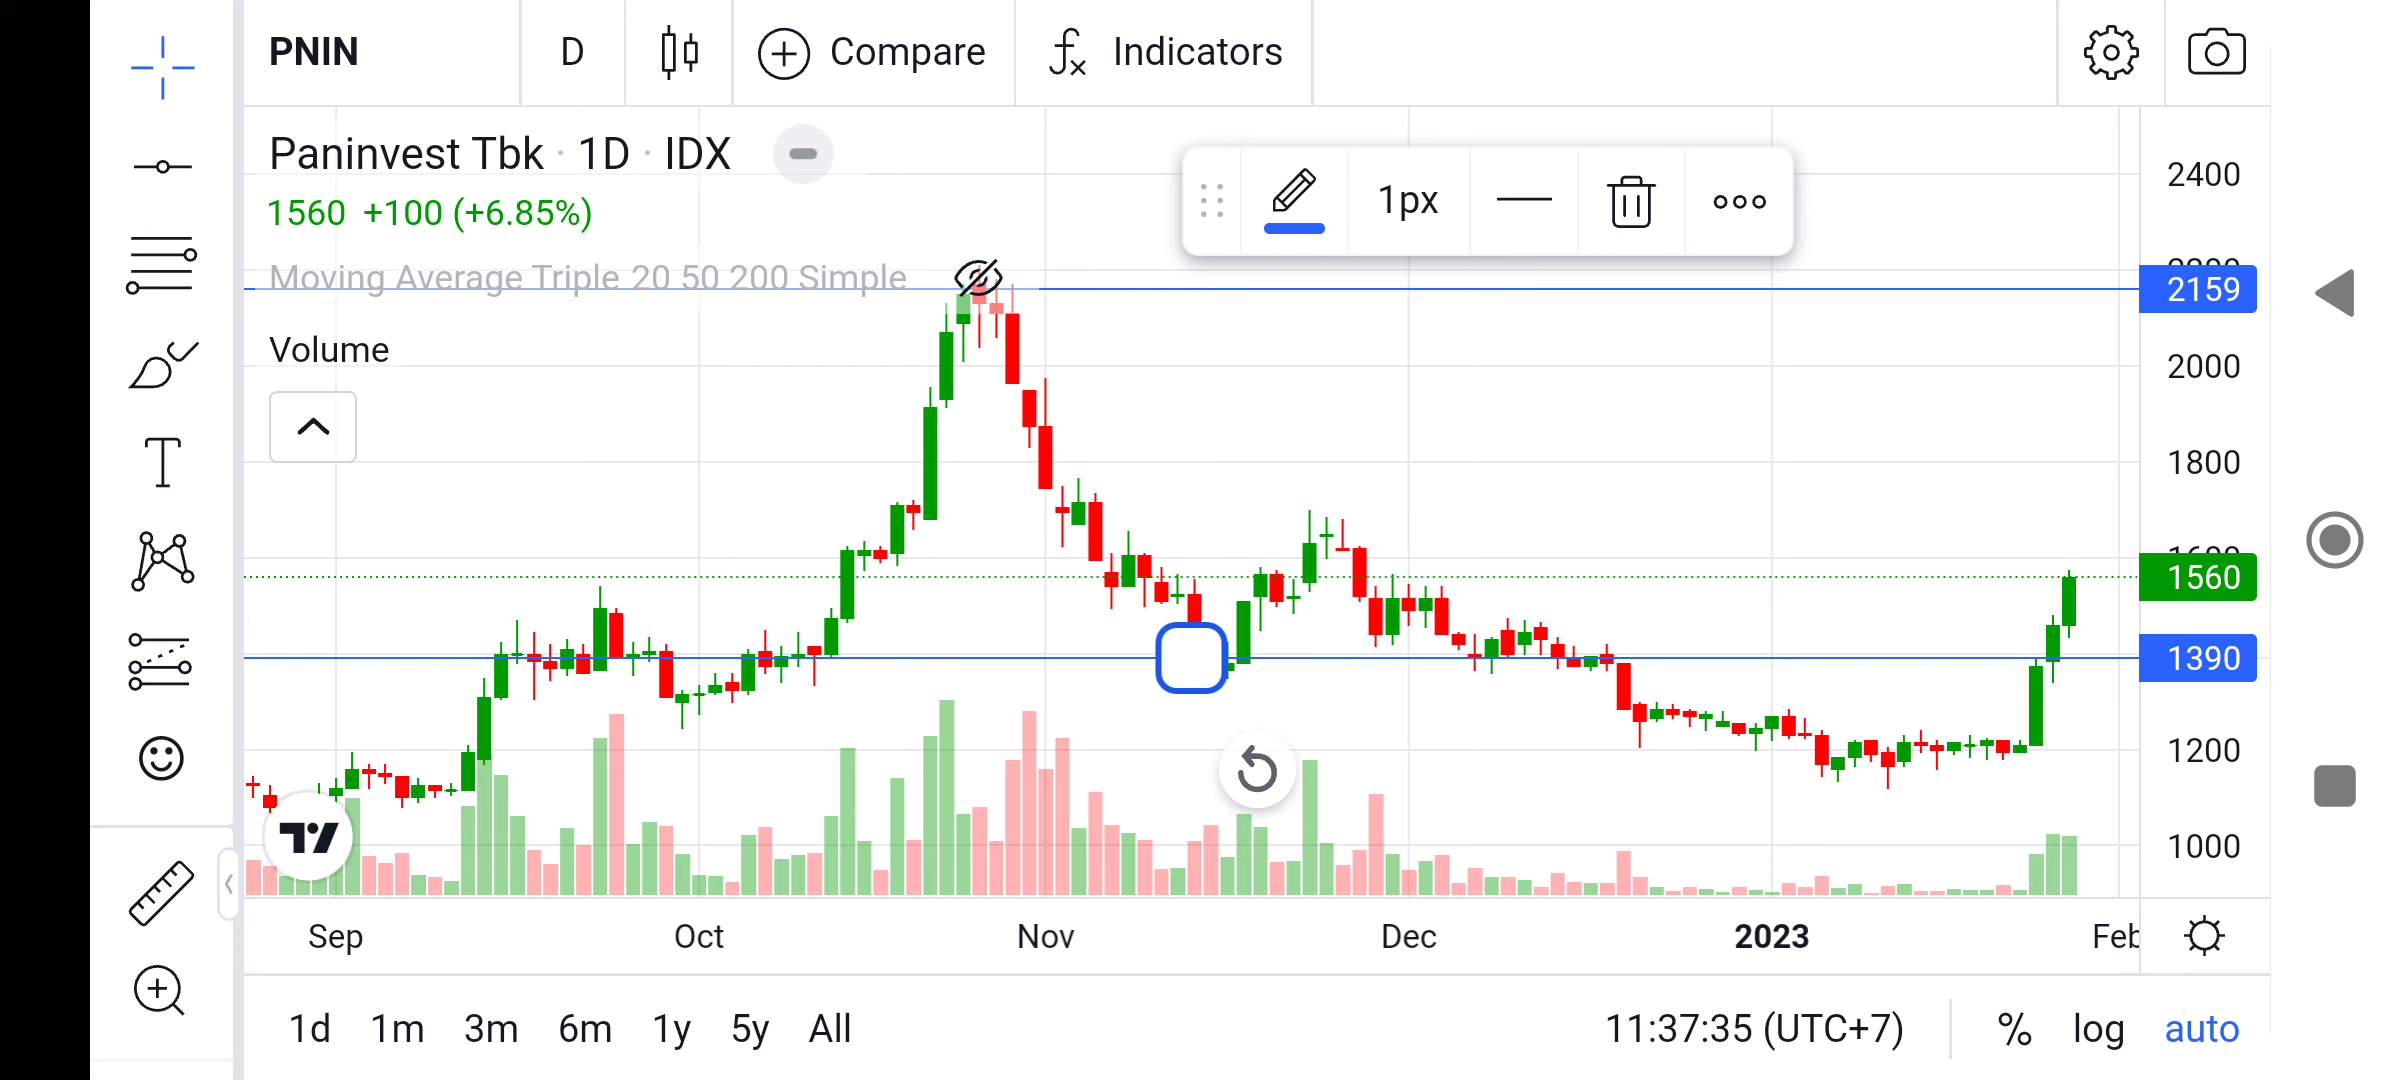 PNIN D Compare Indicators
Paninvest Tbk · 1D · IDX
1560 +100 (+6.85%)
1px
Moving Average Triple 20 50 200 Simple
Volume
2400
2159
2000
1800
1560
1390
1200
1000
Sep Oct Nov Dec 2023 Feb
1d 1m 3m 6m 1y 5y All 11:37:35 (UTC+7) % log auto